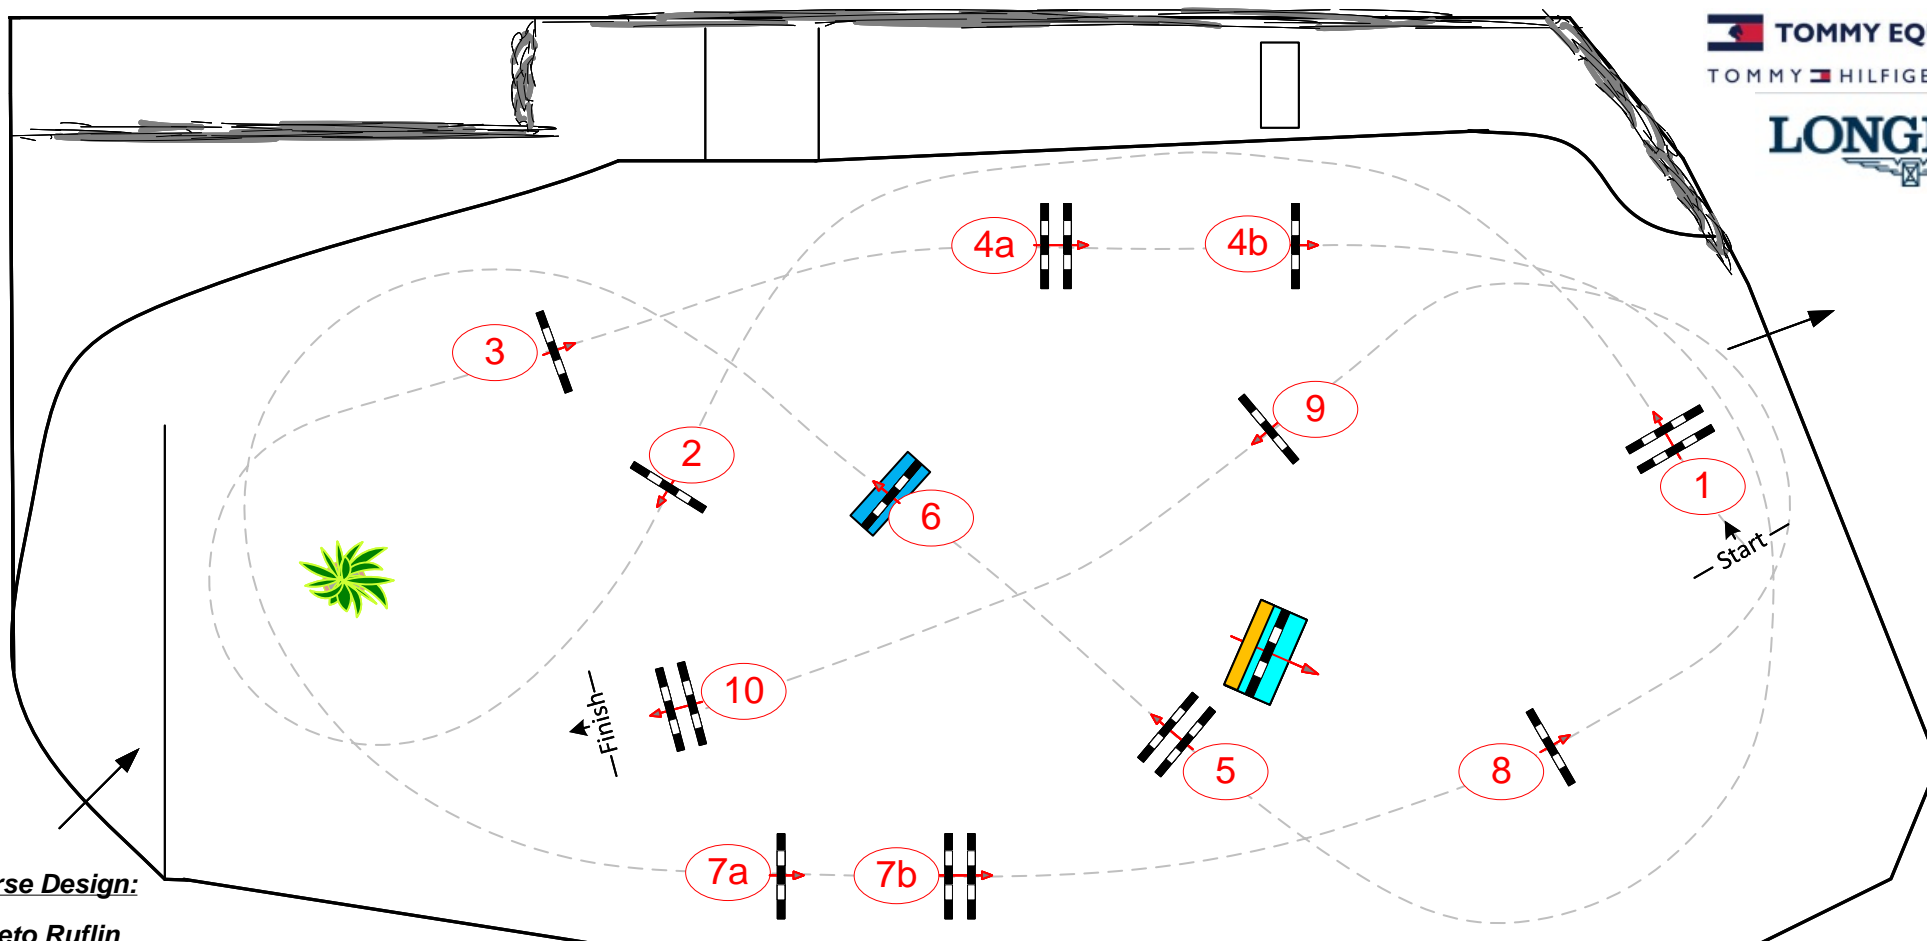 TOMMY EQ
TOMMY HILFIGE
LONGI
4a
4b
3
9
2
1
6
Start
10
Finish
5
8
7a
7b
rse Design:
eto Ruflin